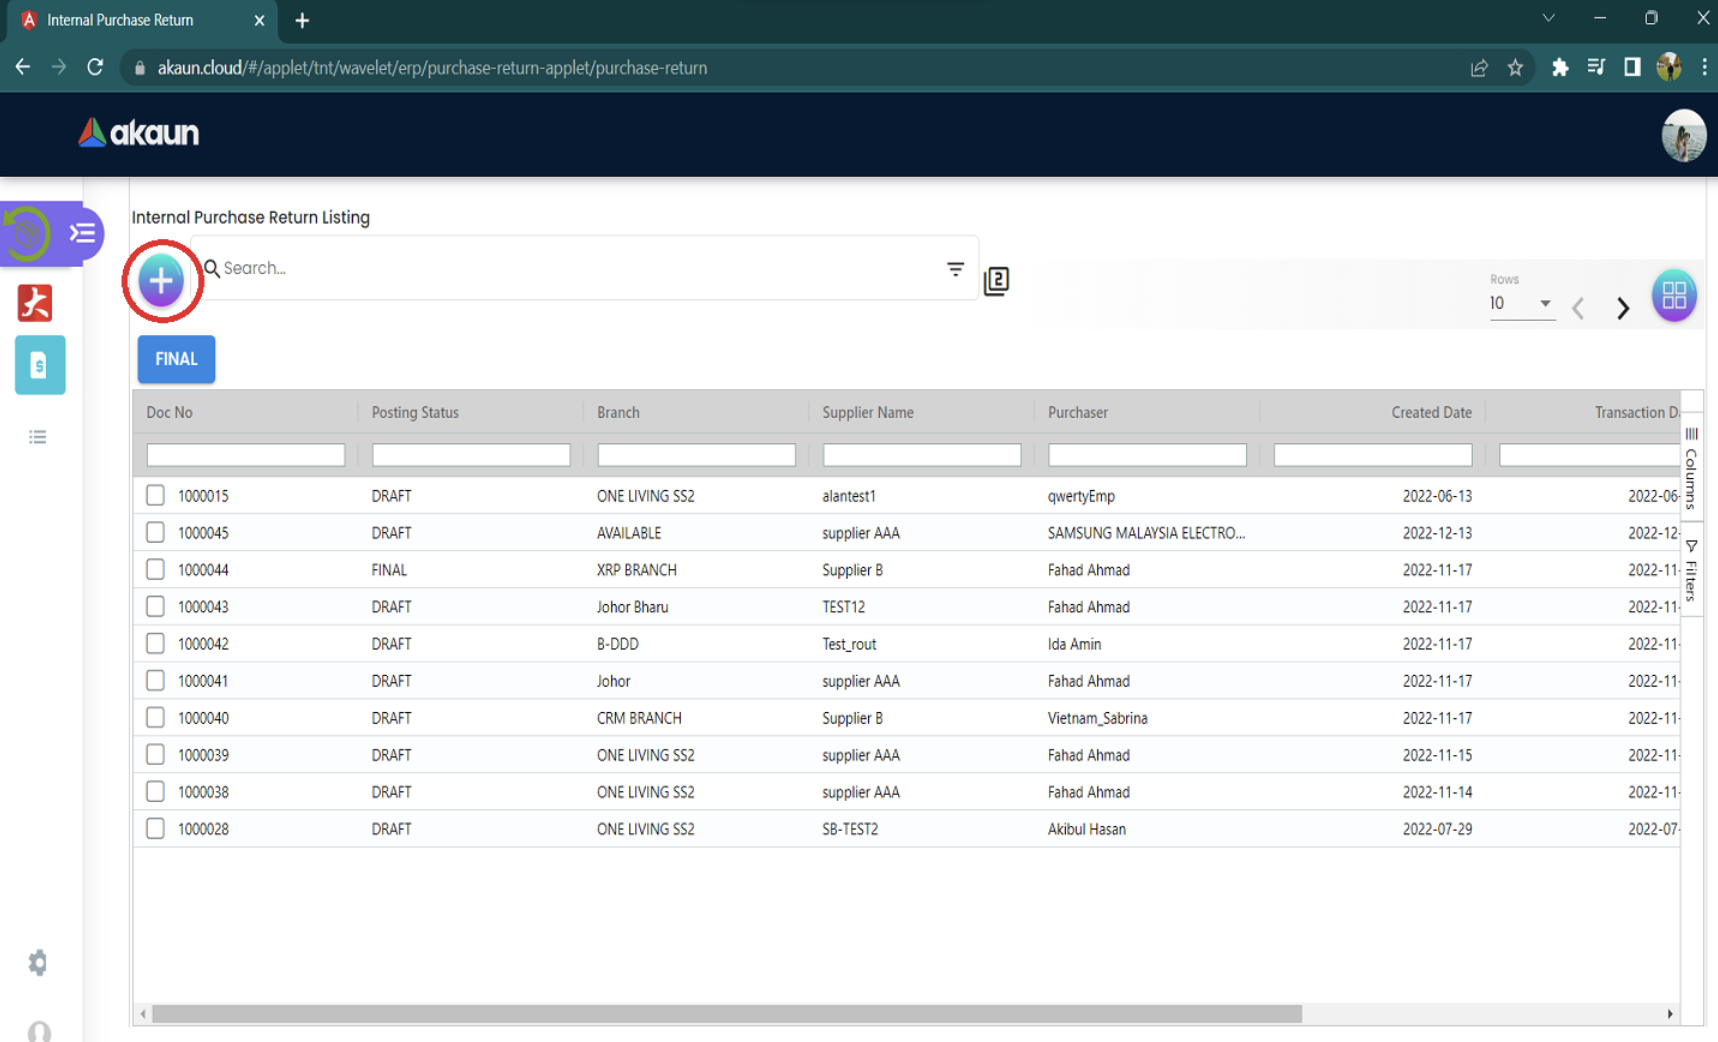 Internal Purchase Return
akaun.cloud/#/applet/tnt/wavelet/erp/purchase-return-applet/purchase-return
akaun
Internal Purchase Return Listing
Search...
2
Rows
10
FINAL
Doc No Posting Status Branch Supplier Name Purchaser Created Date Transaction D
1000015 DRAFT ONE LIVING SS2 alantest1 qwertyEmp 2022-06-13 2022-06-
1000045 DRAFT AVAILABLE supplier AAA SAMSUNG MALAYSIA ELECTRO... 2022-12-13 2022-12-
1000044 FINAL XRP BRANCH Supplier B Fahad Ahmad 2022-11-17 2022-11-
1000043 DRAFT Johor Bharu TEST12 Fahad Ahmad 2022-11-17 2022-11-
1000042 DRAFT B-DDD Test_rout Ida Amin 2022-11-17 2022-11-
1000041 DRAFT Johor supplier AAA Fahad Ahmad 2022-11-17 2022-11-
1000040 DRAFT CRM BRANCH Supplier B Vietnam_Sabrina 2022-11-17 2022-11-
1000039 DRAFT ONE LIVING SS2 supplier AAA Fahad Ahmad 2022-11-15 2022-11-
1000038 DRAFT ONE LIVING SS2 supplier AAA Fahad Ahmad 2022-11-14 2022-11-
1000028 DRAFT ONE LIVING SS2 SB-TEST2 Akibul Hasan 2022-07-29 2022-07-
Columns
Filters